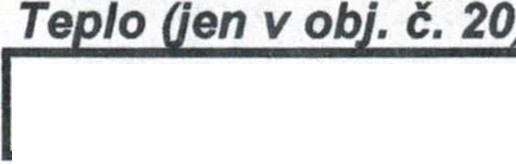 Teplo (jen v obj. č. 20)